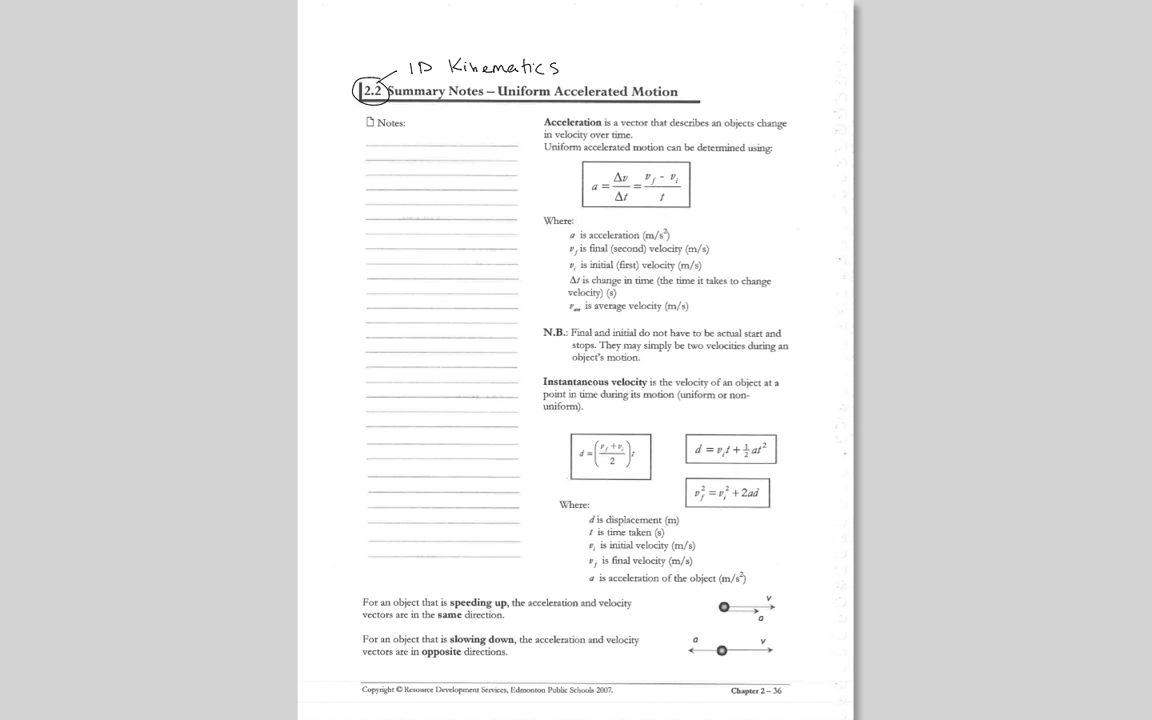 1D Kinematics
2.2 Summary Notes – Uniform Accelerated Motion
Notes:
Acceleration is a vector that describes an objects change
in velocity over time.
Uniform accelerated motion can be determined using:
a = Δv/Δt = (v_f - v_i)/t
Where:
a is acceleration (m/s²)
v_f is final (second) velocity (m/s)
v_i is initial (first) velocity (m/s)
Δt is change in time (the time it takes to change
velocity) (s)
v_ave is average velocity (m/s)
N.B.: Final and initial do not have to be actual start and
stops. They may simply be two velocities during an
object's motion.
Instantaneous velocity is the velocity of an object at a
point in time during its motion (uniform or non-
uniform).
d = ((v_f + v_i)/2)t
d = v_i t + ½at²
v_f² = v_i² + 2ad
Where:
d is displacement (m)
t is time taken (s)
v_i is initial velocity (m/s)
v_f is final velocity (m/s)
a is acceleration of the object (m/s²)
For an object that is speeding up, the acceleration and velocity
vectors are in the same direction.
v
a
For an object that is slowing down, the acceleration and velocity
vectors are in opposite directions.
a v
Copyright © Resource Development Services, Edmonton Public Schools 2007. Chapter 2 – 36